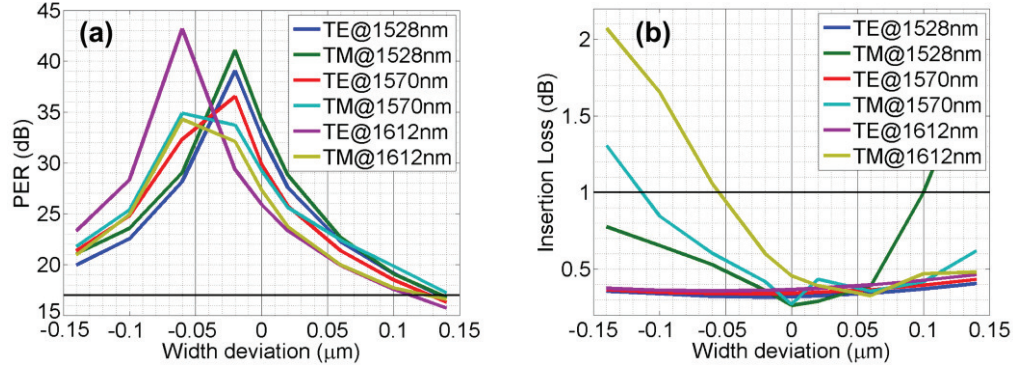 (a)
PER (dB)
45
40
35
30
25
20
15
-0.15
-0.1
-0.05
0
0.05
0.1
0.15
Width deviation (μm)
TE@1528nm
TM@1528nm
TE@1570nm
TM@1570nm
TE@1612nm
TM@1612nm
(b)
Insertion Loss (dB)
2
1.5
1
0.5
-0.15
-0.1
-0.05
0
0.05
0.1
0.15
Width deviation (μm)
TE@1528nm
TM@1528nm
TE@1570nm
TM@1570nm
TE@1612nm
TM@1612nm